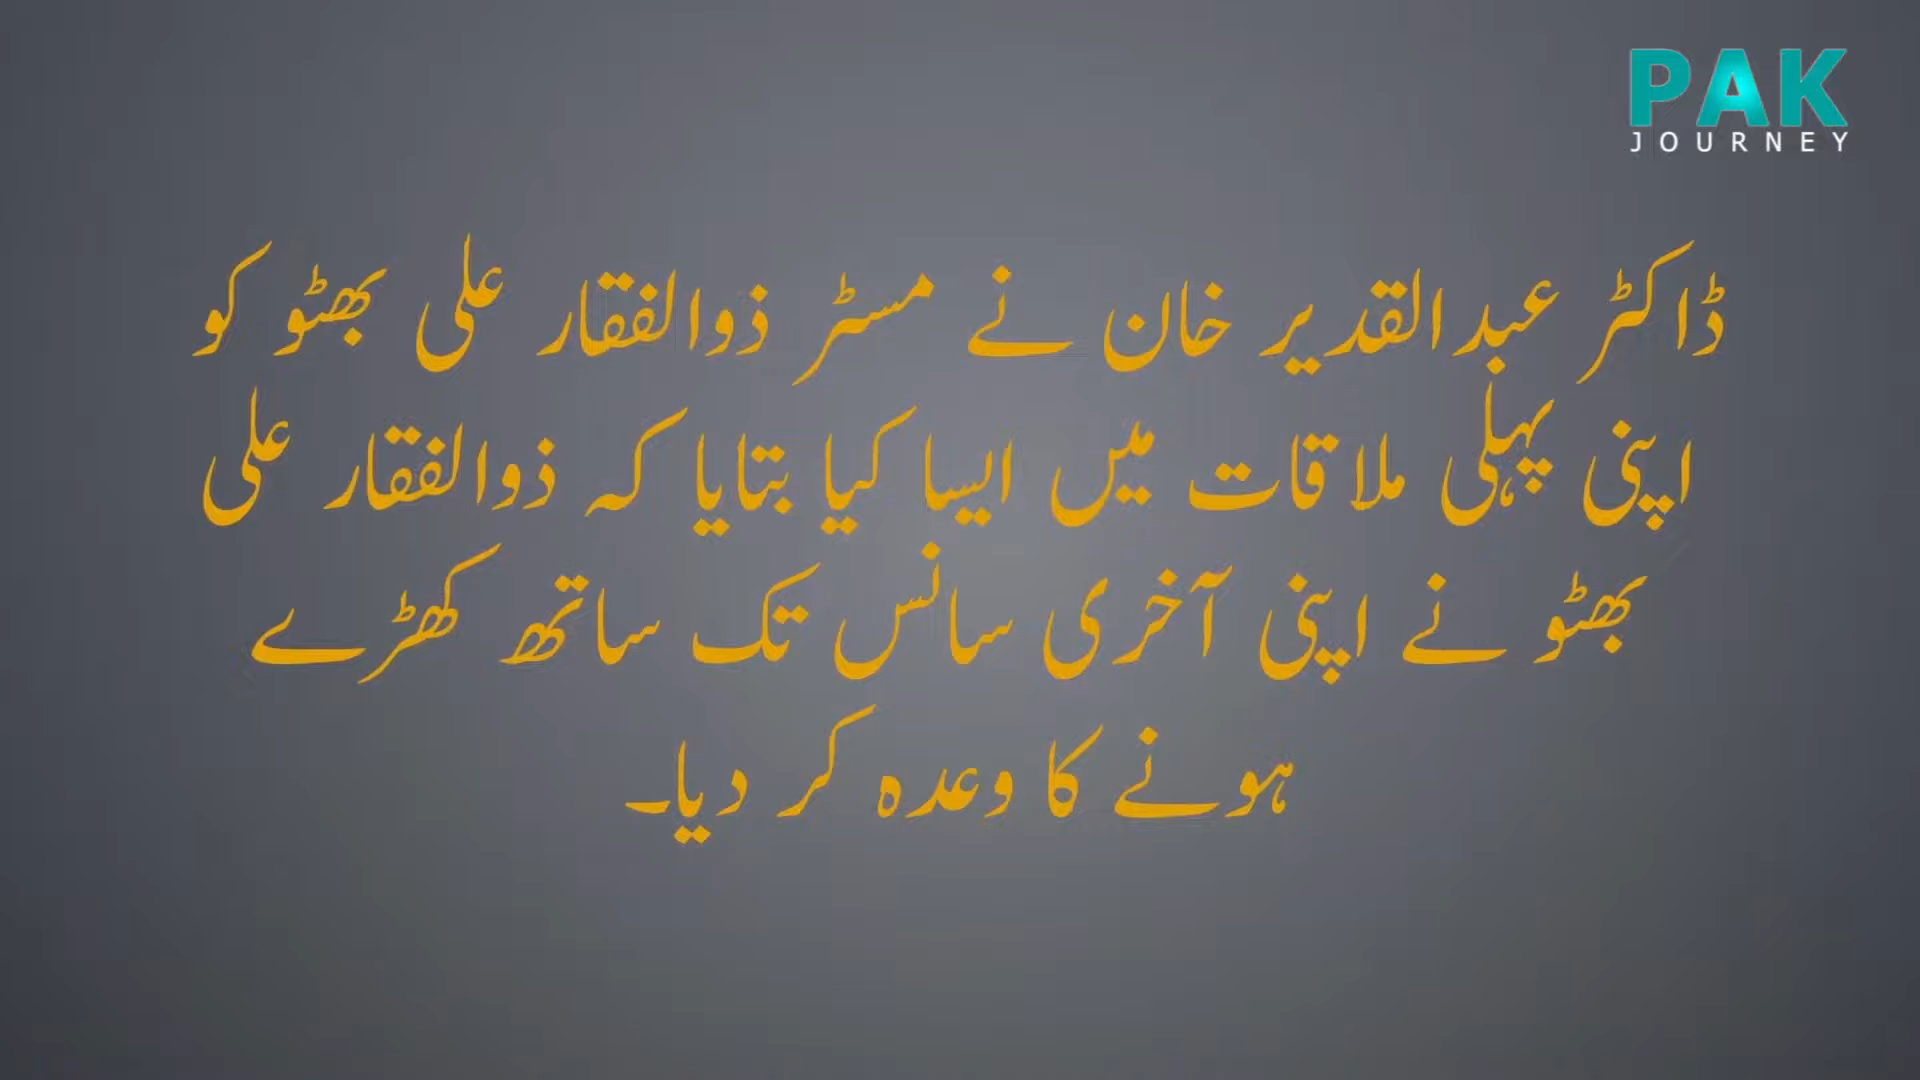 PAK
JOURNEY
ڈاکٹر عبدالقدیر خان نے مسٹر ذوالفقار علی بھٹو کو
اپنی پہلی ملاقات میں ایسا کیا بتایا کہ ذوالفقار علی
بھٹو نے اپنی آخری سانس تک ساتھ کھڑے
ہونے کا وعدہ کر دیا۔